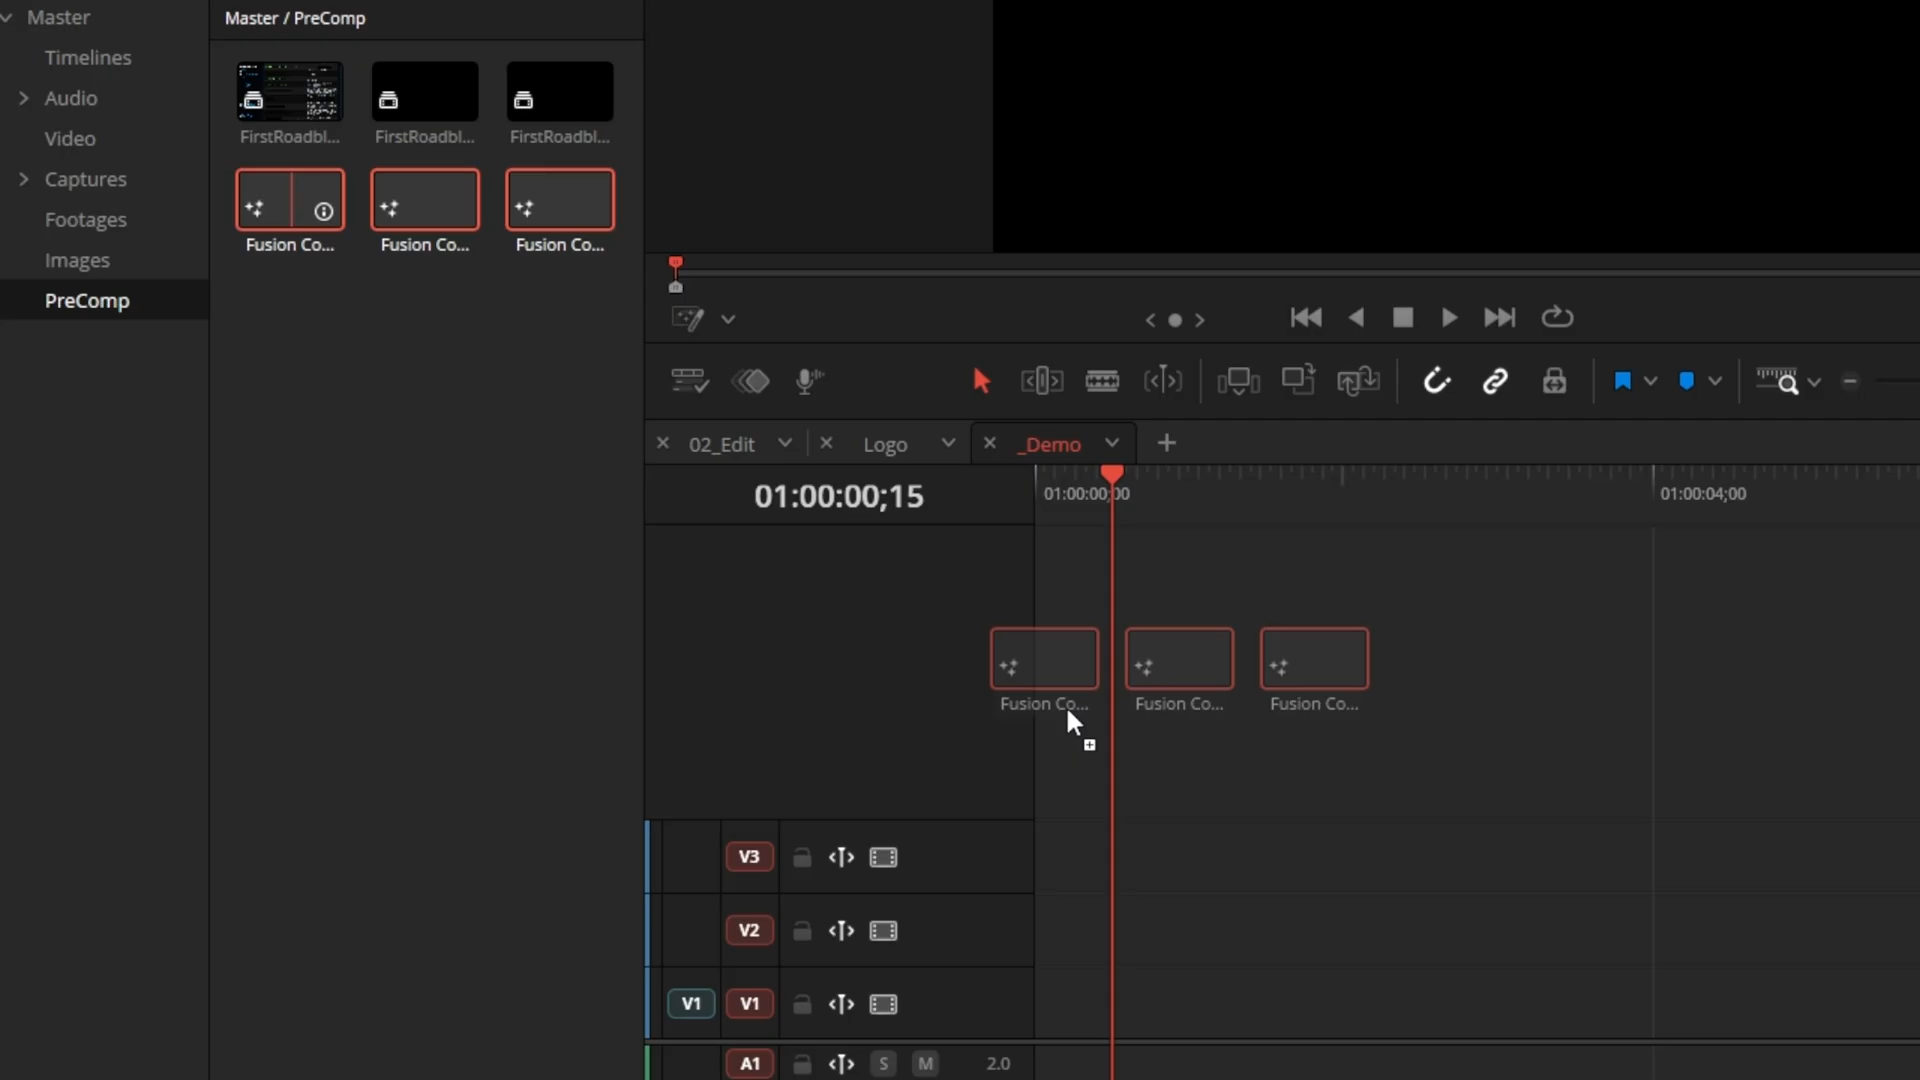 Master
Timelines
Audio
Video
Captures
Footages
Images
PreComp
Master / PreComp
FirstRoadbl...
FirstRoadbl...
FirstRoadbl...
Fusion Co...
Fusion Co...
Fusion Co...
02_Edit
Logo
_Demo
01:00:00;15
01:00:00;00
01:00:04;00
Fusion Co...
Fusion Co...
Fusion Co...
V3
V2
V1 V1
A1 S M 2.0